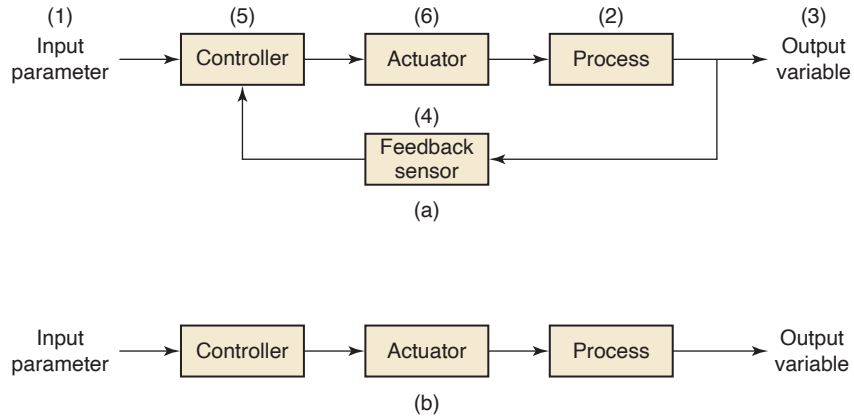 (1) (5) (6) (2) (3)
Input
parameter
Controller
Actuator
Process
Output
variable
(4)
Feedback
sensor
(a)
Input
parameter
Controller
Actuator
Process
Output
variable
(b)